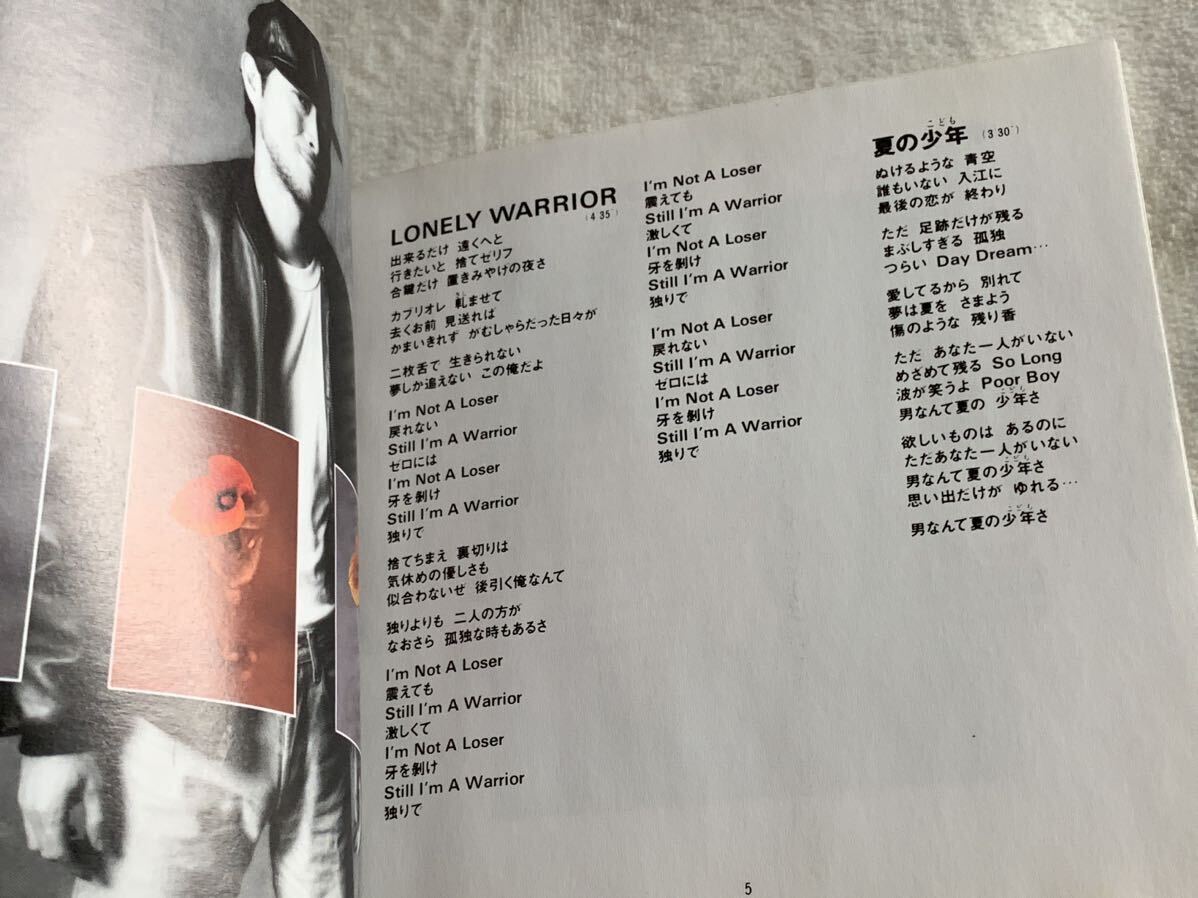 LONELY WARRIOR
(4'35")
出来るだけ 遠くへと
行きたいと 捨てゼリフ
合鍵だけ 置きみやげの夜さ
カブリオレ 軋ませて
きし
去くお前 見送れば
かまいきれず がむしゃらだった日々が
二枚舌で 生きられない
夢しか追えない この俺だよ
I'm Not A Loser
戻れない
Still I'm A Warrior
ゼロには
I'm Not A Loser
牙を剝け
Still I'm A Warrior
独りで
捨てちまえ 裏切りは
気休めの優しさも
似合わないぜ 後引く俺なんて
独りよりも 二人の方が
なおさら 孤独な時もあるさ
I'm Not A Loser
震えても
Still I'm A Warrior
激しくて
I'm Not A Loser
牙を剝け
Still I'm A Warrior
独りで
I'm Not A Loser
震えても
Still I'm A Warrior
激しくて
I'm Not A Loser
牙を剝け
Still I'm A Warrior
独りで
I'm Not A Loser
戻れない
Still I'm A Warrior
ゼロには
I'm Not A Loser
牙を剝け
Still I'm A Warrior
独りで
こども
夏の少年 (3'30")
ぬけるような 青空
誰もいない 入江に
最後の恋が 終わり
ただ 足跡だけが残る
まぶしすぎる 孤独
つらい Day Dream…
愛してるから 別れて
夢は夏を さまよう
傷のような 残り香
ただ あなた一人がいない
めざめて残る So Long
波が笑うよ Poor Boy
こども
男なんて夏の 少年さ
欲しいものは あるのに
ただあなた一人がいない
こども
男なんて夏の少年さ
思い出だけが ゆれる…
こども
男なんて夏の少年さ
5